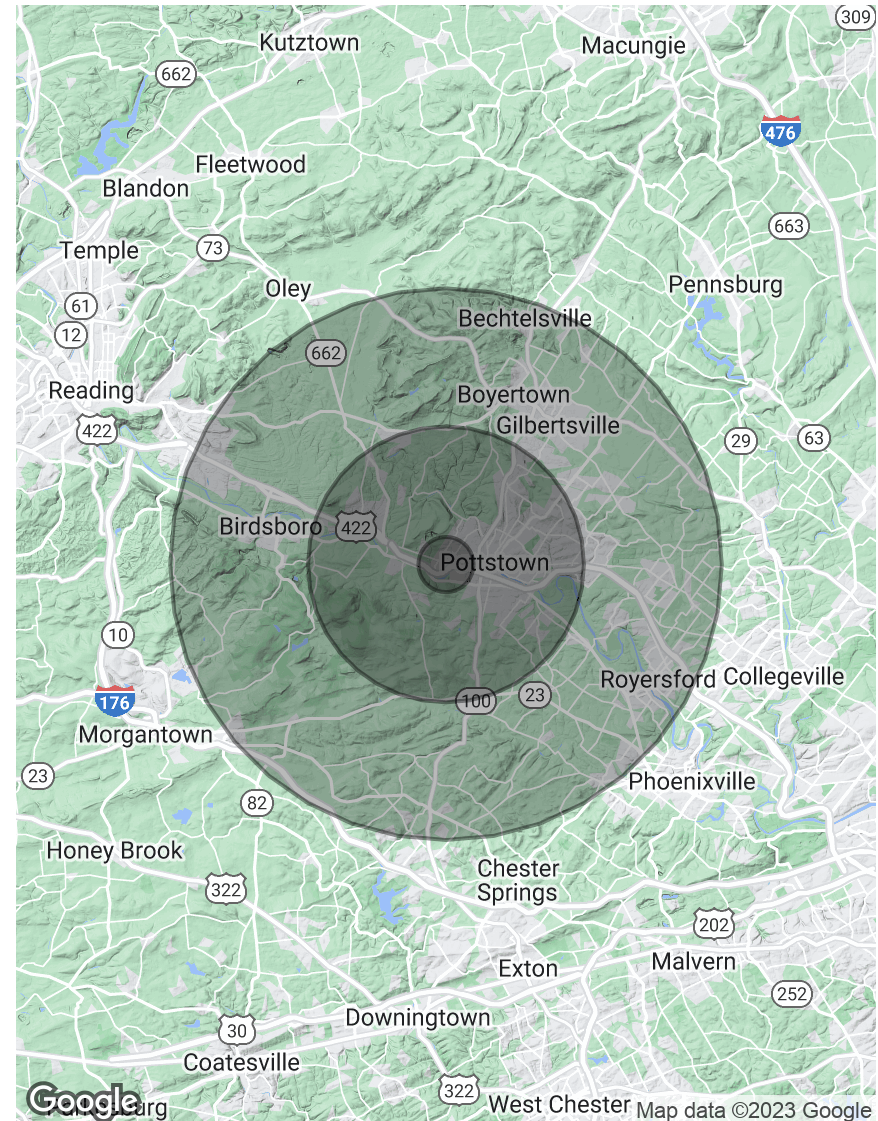 309
Kutztown
Macungie
662
476
Fleetwood
Blandon
663
73
Temple
Pennsburg
Oley
61
Bechtelsville
12
662
Reading
Boyertown
Gilbertsville
422
29
63
Birdsboro
422
Pottstown
10
Royersford
Collegeville
100
23
176
Morgantown
23
Phoenixville
82
Honey Brook
Chester
Springs
322
202
Malvern
Exton
252
Downingtown
30
Coatesville
322
Google
West Chester
Map data ©2023 Google